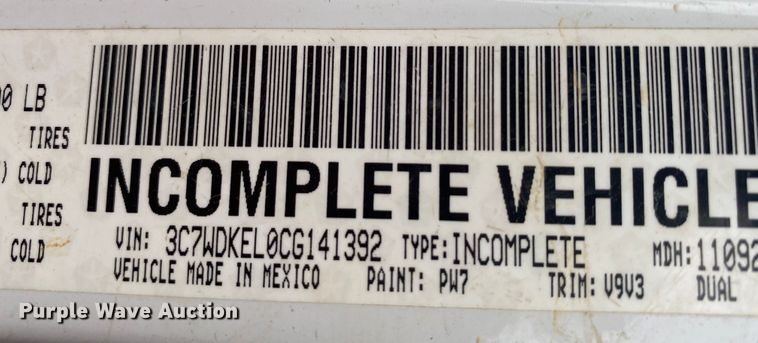 00 LB
TIRES
) COLD
TIRES
COLD
INCOMPLETE VEHICLE
VIN: 3C7WDKEL0CG141392 TYPE:INCOMPLETE MDH:11092
VEHICLE MADE IN MEXICO PAINT: PW7 TRIM: V9V3 DUAL
Purple Wave Auction